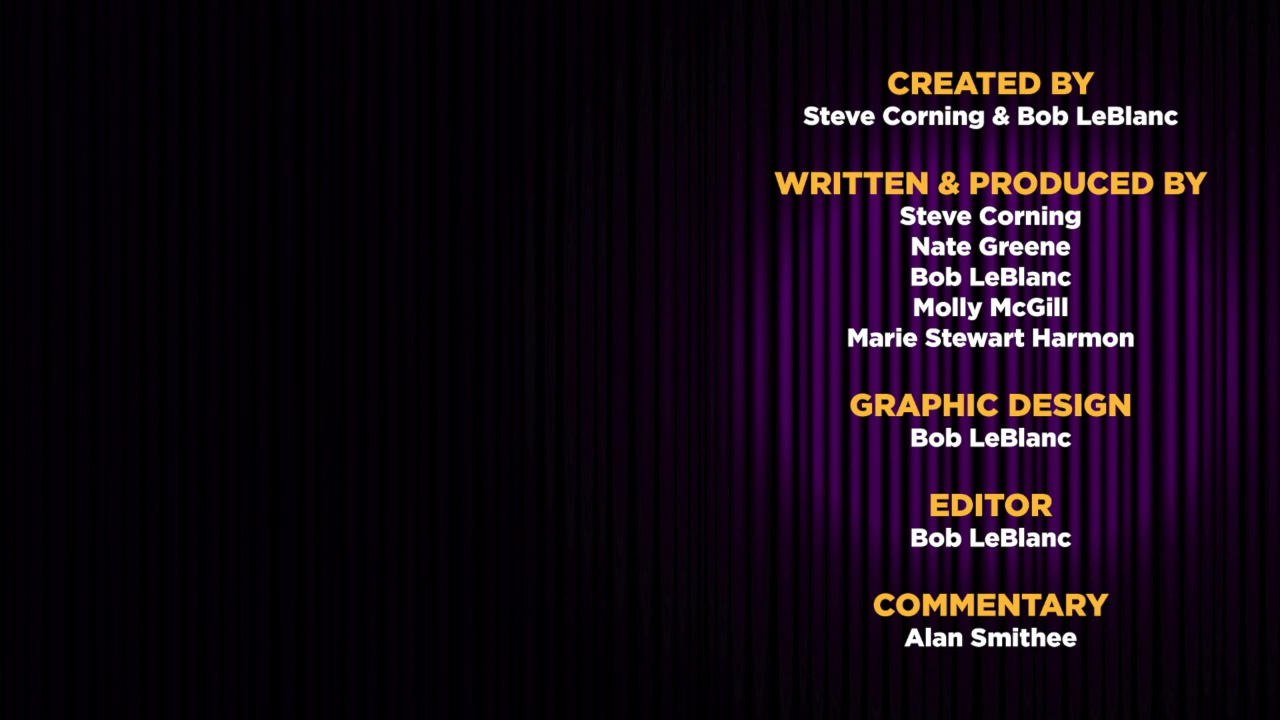 CREATED BY
Steve Corning & Bob LeBlanc
WRITTEN & PRODUCED BY
Steve Corning
Nate Greene
Bob LeBlanc
Molly McGill
Marie Stewart Harmon
GRAPHIC DESIGN
Bob LeBlanc
EDITOR
Bob LeBlanc
COMMENTARY
Alan Smithee